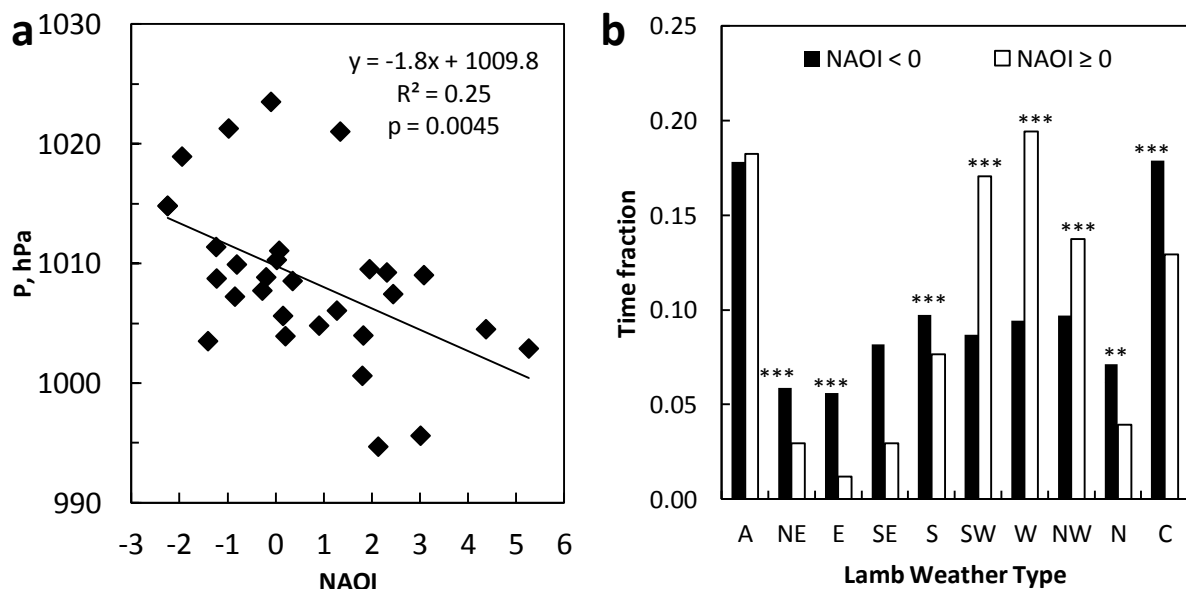 a
1030
1020
1010
1000
990
P, hPa
y = -1.8x + 1009.8
R² = 0.25
p = 0.0045
-3 -2 -1 0 1 2 3 4 5 6
NAOI
b
0.25
0.20
0.15
0.10
0.05
0.00
Time fraction
NAOI < 0 NAOI ≥ 0
*** *** *** *** *** *** ** ***
A NE E SE S SW W NW N C
Lamb Weather Type